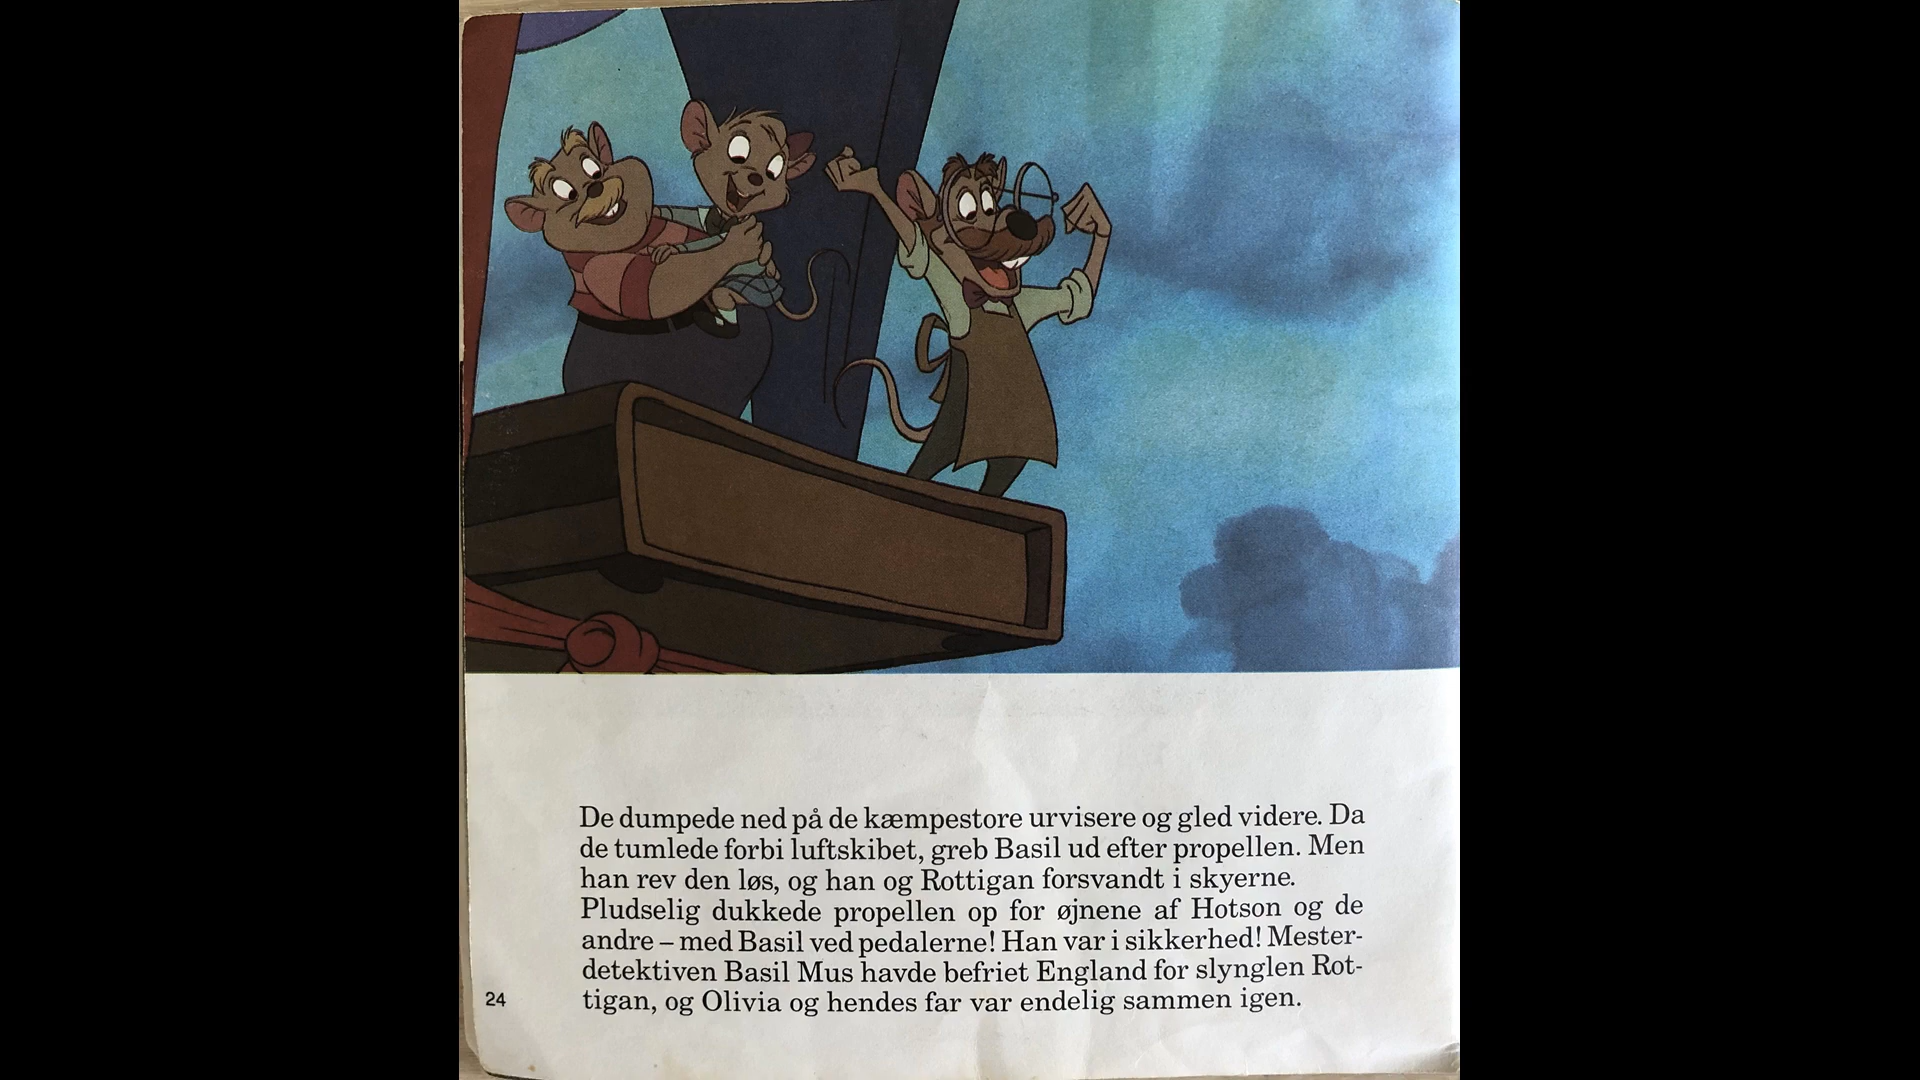 De dumpede ned på de kæmpestore urvisere og gled videre. Da
de tumlede forbi luftskibet, greb Basil ud efter propellen. Men
han rev den løs, og han og Rottigan forsvandt i skyerne.
Pludselig dukkede propellen op for øjnene af Hotson og de
andre – med Basil ved pedalerne! Han var i sikkerhed! Mester-
detektiven Basil Mus havde befriet England for slynglen Rot-
tigan, og Olivia og hendes far var endelig sammen igen.
24